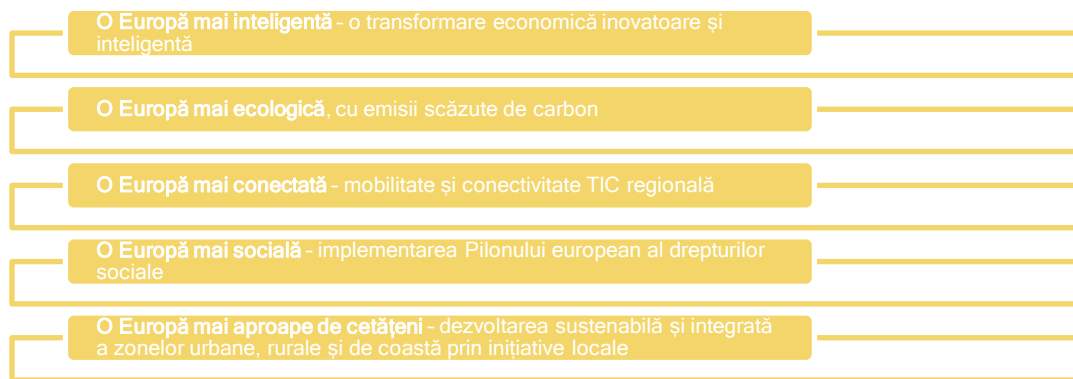 O Europă mai inteligentă - o transformare economică inovatoare și
inteligentă
O Europă mai ecologică, cu emisii scăzute de carbon
O Europă mai conectată - mobilitate și conectivitate TIC regională
O Europă mai socială - implementarea Pilonului european al drepturilor
sociale
O Europă mai aproape de cetățeni - dezvoltarea sustenabilă și integrată
a zonelor urbane, rurale și de coastă prin inițiative locale